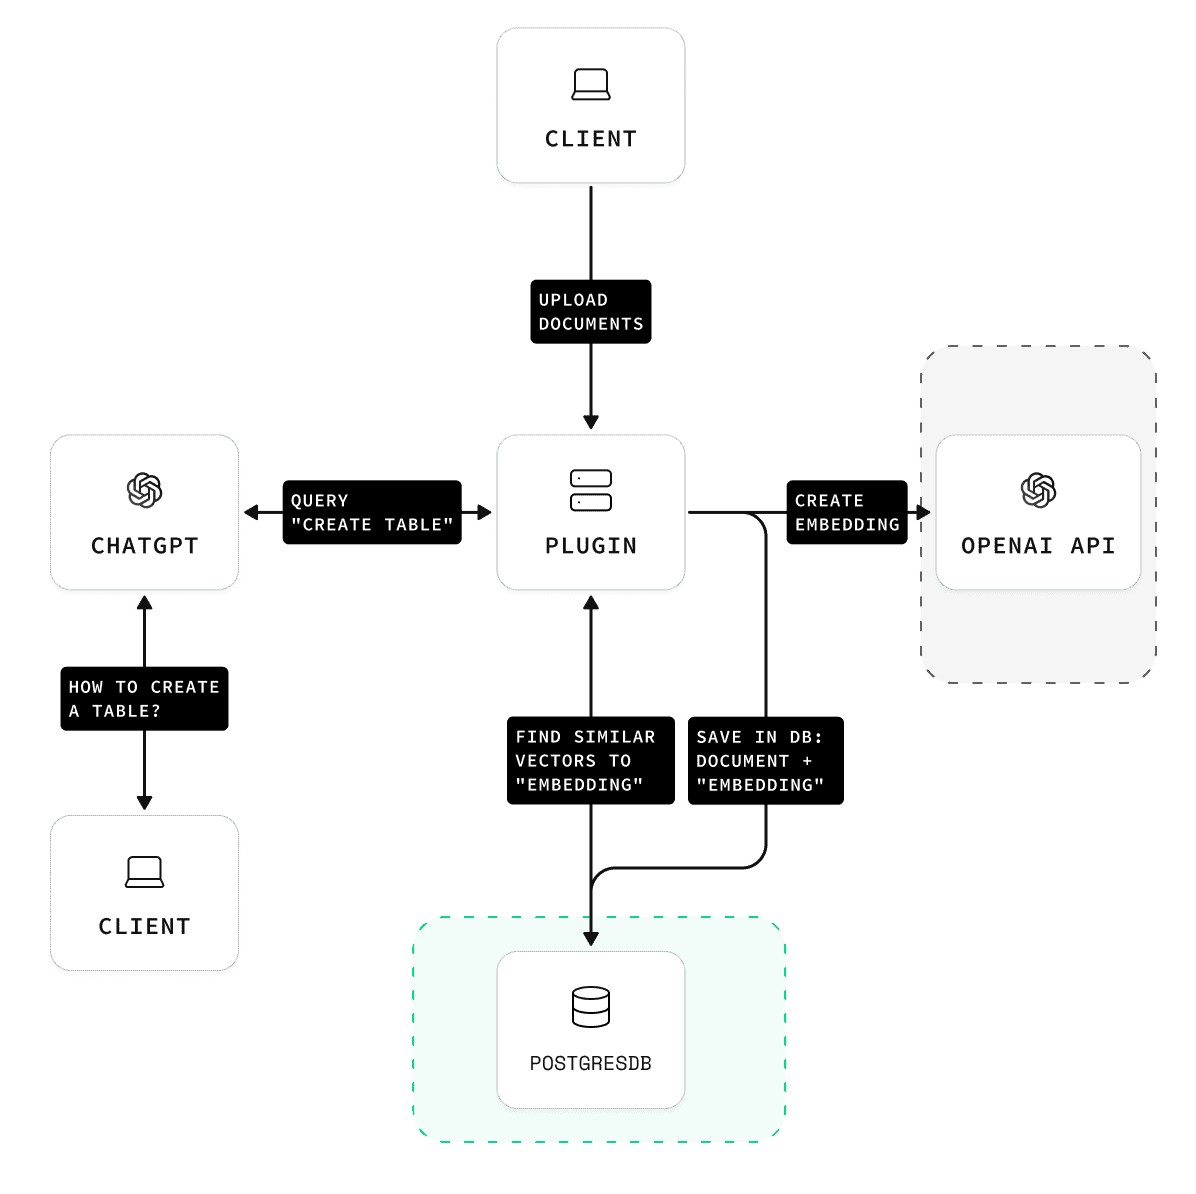 CLIENT
UPLOAD
DOCUMENTS
CHATGPT
QUERY
"CREATE TABLE"
PLUGIN
CREATE
EMBEDDING
OPENAI API
HOW TO CREATE
A TABLE?
FIND SIMILAR
VECTORS TO
"EMBEDDING"
SAVE IN DB:
DOCUMENT +
"EMBEDDING"
CLIENT
POSTGRESDB